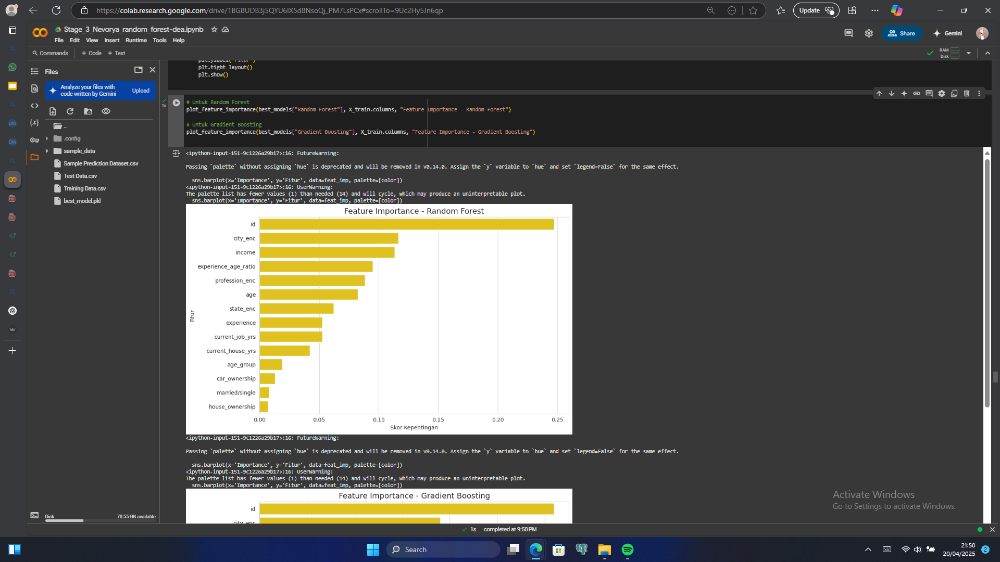 https://colab.research.google.com/drive/1BGBUDB3j5QYU6IX5d8NsoQj_PM7LsPCx#scrollTo=9Uc2Hy5Jn6qp
Update
Stage_3_Nevorya_random_forest-dea.ipynb
File Edit View Insert Runtime Tools Help
Share
Gemini
Commands + Code + Text
RAM
Disk
Files
Analyze your files with
code written by Gemini
Upload
..
.config
sample_data
Sample Prediction Dataset.csv
Test Data.csv
Training Data.csv
best_model.pkl
Disk
70.55 GB available
plt.ylabel("Fitur")
plt.tight_layout()
plt.show()
1s
# Untuk Random Forest
plot_feature_importance(best_models["Random Forest"], X_train.columns, "Feature Importance - Random Forest")
# Untuk Gradient Boosting
plot_feature_importance(best_models["Gradient Boosting"], X_train.columns, "Feature Importance - Gradient Boosting")
<ipython-input-151-9c1226a29b17>:16: FutureWarning:
Passing `palette` without assigning `hue` is deprecated and will be removed in v0.14.0. Assign the `y` variable to `hue` and set `legend=False` for the same effect.
sns.barplot(x='Importance', y='Fitur', data=feat_imp, palette=[color])
<ipython-input-151-9c1226a29b17>:16: UserWarning:
The palette list has fewer values (1) than needed (14) and will cycle, which may produce an uninterpretable plot.
sns.barplot(x='Importance', y='Fitur', data=feat_imp, palette=[color])
Feature Importance - Random Forest
id
city_enc
income
experience_age_ratio
profession_enc
age
state_enc
experience
current_job_yrs
current_house_yrs
age_group
car_ownership
married/single
house_ownership
Fitur
0.00 0.05 0.10 0.15 0.20 0.25
Skor Kepentingan
<ipython-input-151-9c1226a29b17>:16: FutureWarning:
Passing `palette` without assigning `hue` is deprecated and will be removed in v0.14.0. Assign the `y` variable to `hue` and set `legend=False` for the same effect.
sns.barplot(x='Importance', y='Fitur', data=feat_imp, palette=[color])
<ipython-input-151-9c1226a29b17>:16: UserWarning:
The palette list has fewer values (1) than needed (14) and will cycle, which may produce an uninterpretable plot.
sns.barplot(x='Importance', y='Fitur', data=feat_imp, palette=[color])
Feature Importance - Gradient Boosting
id
city_enc
Activate Windows
Go to Settings to activate Windows.
1s completed at 9:50 PM
Search
21:50
20/04/2025
2